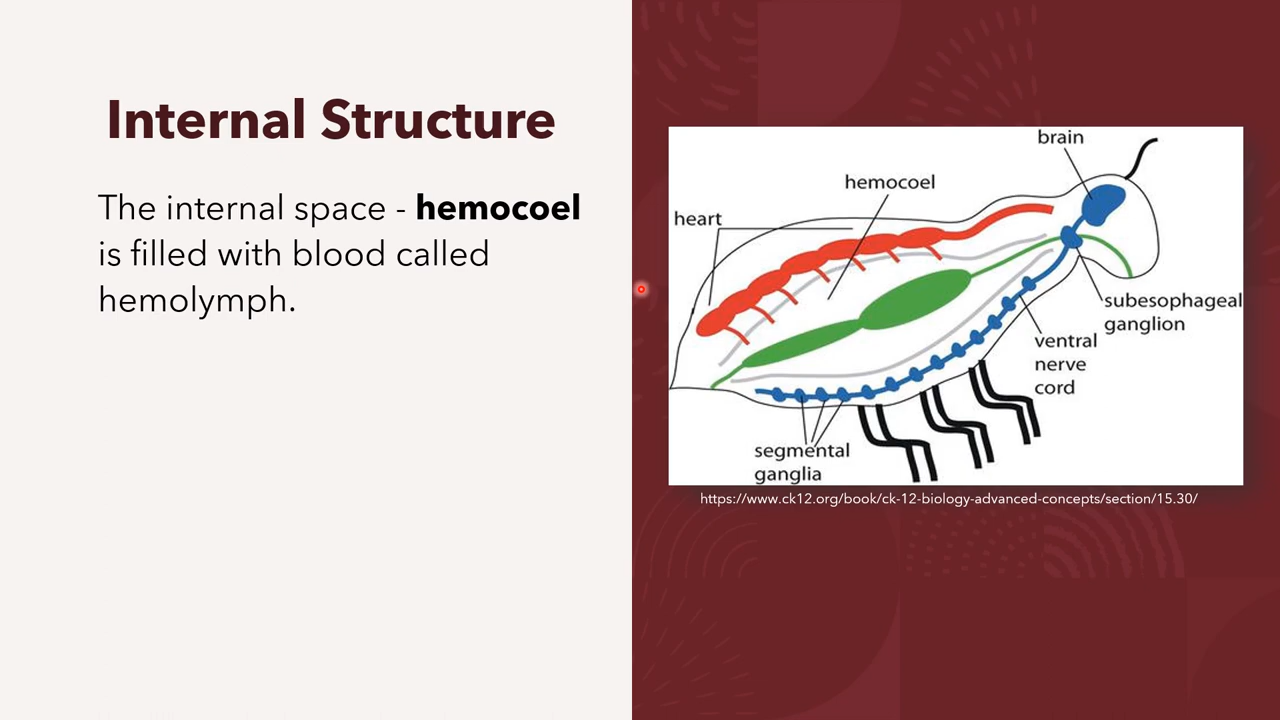 Internal Structure
The internal space - hemocoel
is filled with blood called
hemolymph.
brain
hemocoel
heart
subesophageal
ganglion
ventral
nerve
cord
segmental
ganglia
https://www.ck12.org/book/ck-12-biology-advanced-concepts/section/15.30/